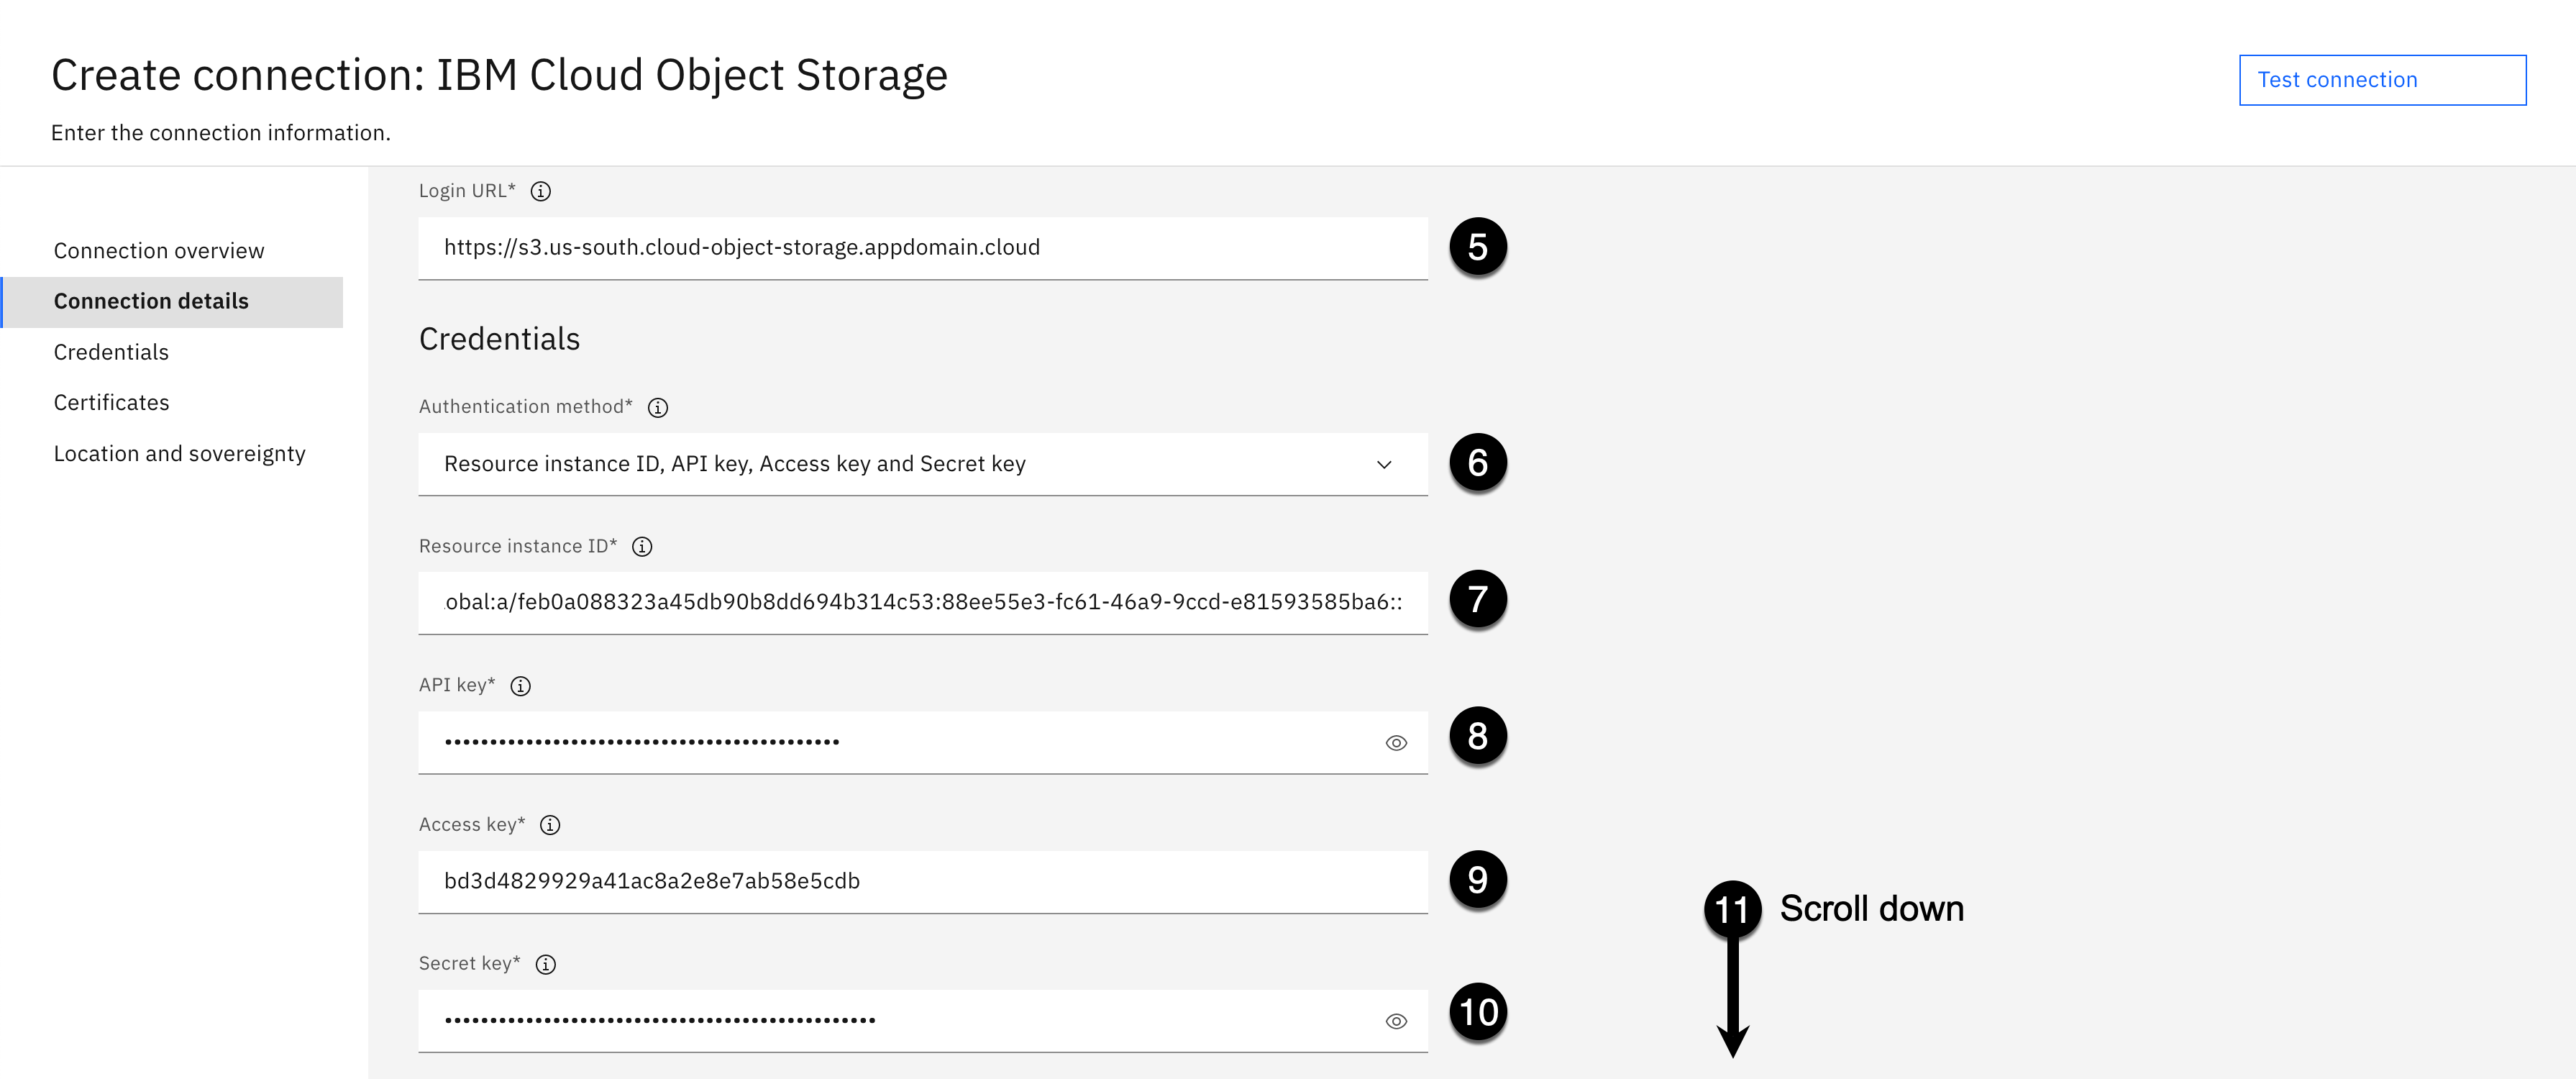 Create connection: IBM Cloud Object Storage
Test connection
Enter the connection information.
Connection overview
Connection details
Credentials
Certificates
Location and sovereignty
Login URL*
https://s3.us-south.cloud-object-storage.appdomain.cloud
5
Credentials
Authentication method*
Resource instance ID, API key, Access key and Secret key
6
Resource instance ID*
obal:a/feb0a088323a45db90b8dd694b314c53:88ee55e3-fc61-46a9-9ccd-e81593585ba6::
7
API key*
8
Access key*
bd3d4829929a41ac8a2e8e7ab58e5cdb
9
11 Scroll down
Secret key*
10